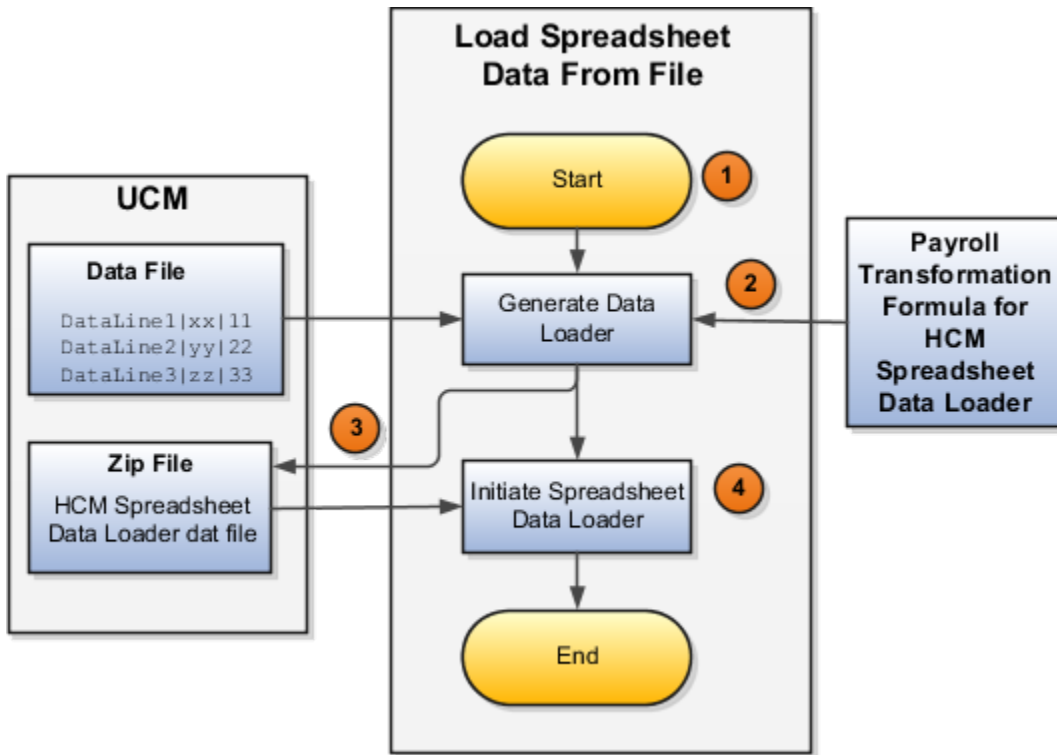 Load Spreadsheet
Data From File
Start
1
UCM
Data File
DataLine1|xx|11
DataLine2|yy|22
DataLine3|zz|33
Generate Data
Loader
2
Payroll
Transformation
Formula for
HCM
Spreadsheet
Data Loader
3
Zip File
HCM Spreadsheet
Data Loader dat file
Initiate Spreadsheet
Data Loader
4
End